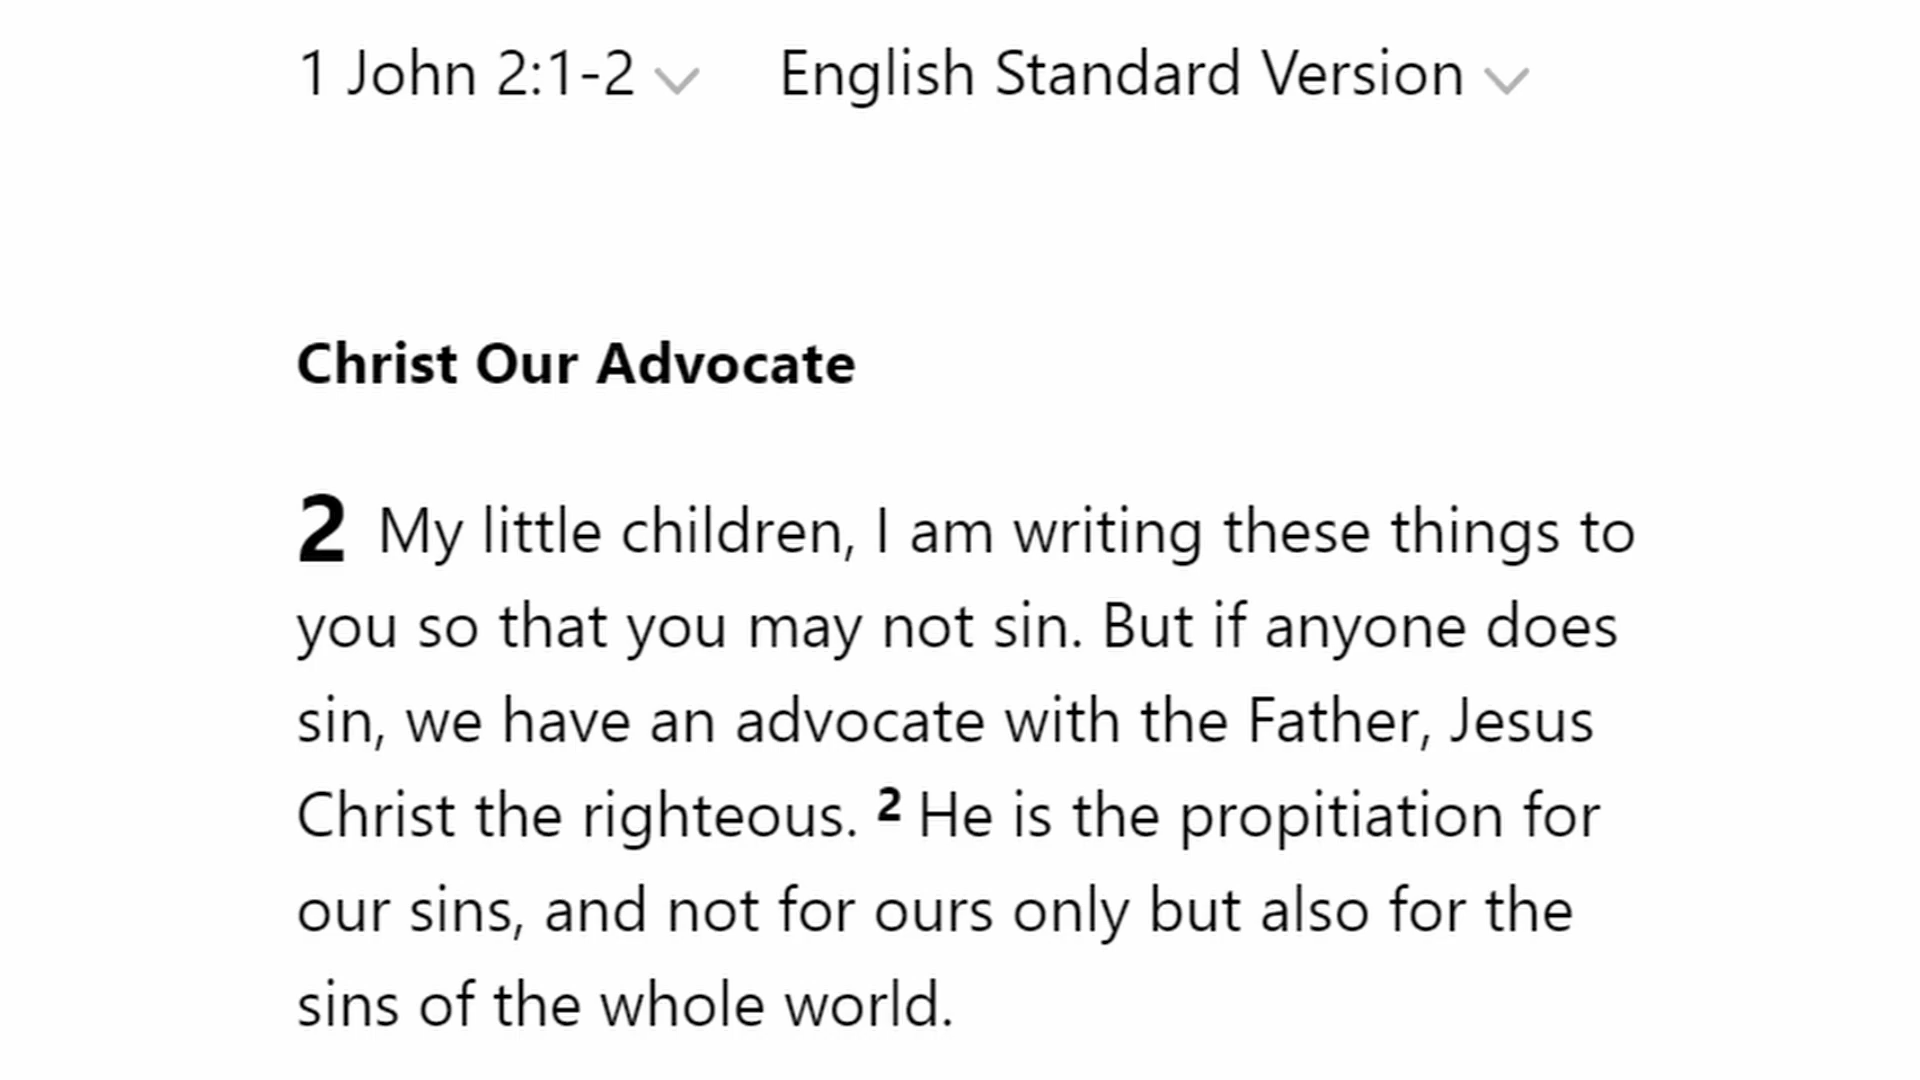 1 John 2:1-2 English Standard Version
Christ Our Advocate
2 My little children, I am writing these things to
you so that you may not sin. But if anyone does
sin, we have an advocate with the Father, Jesus
Christ the righteous. 2 He is the propitiation for
our sins, and not for ours only but also for the
sins of the whole world.